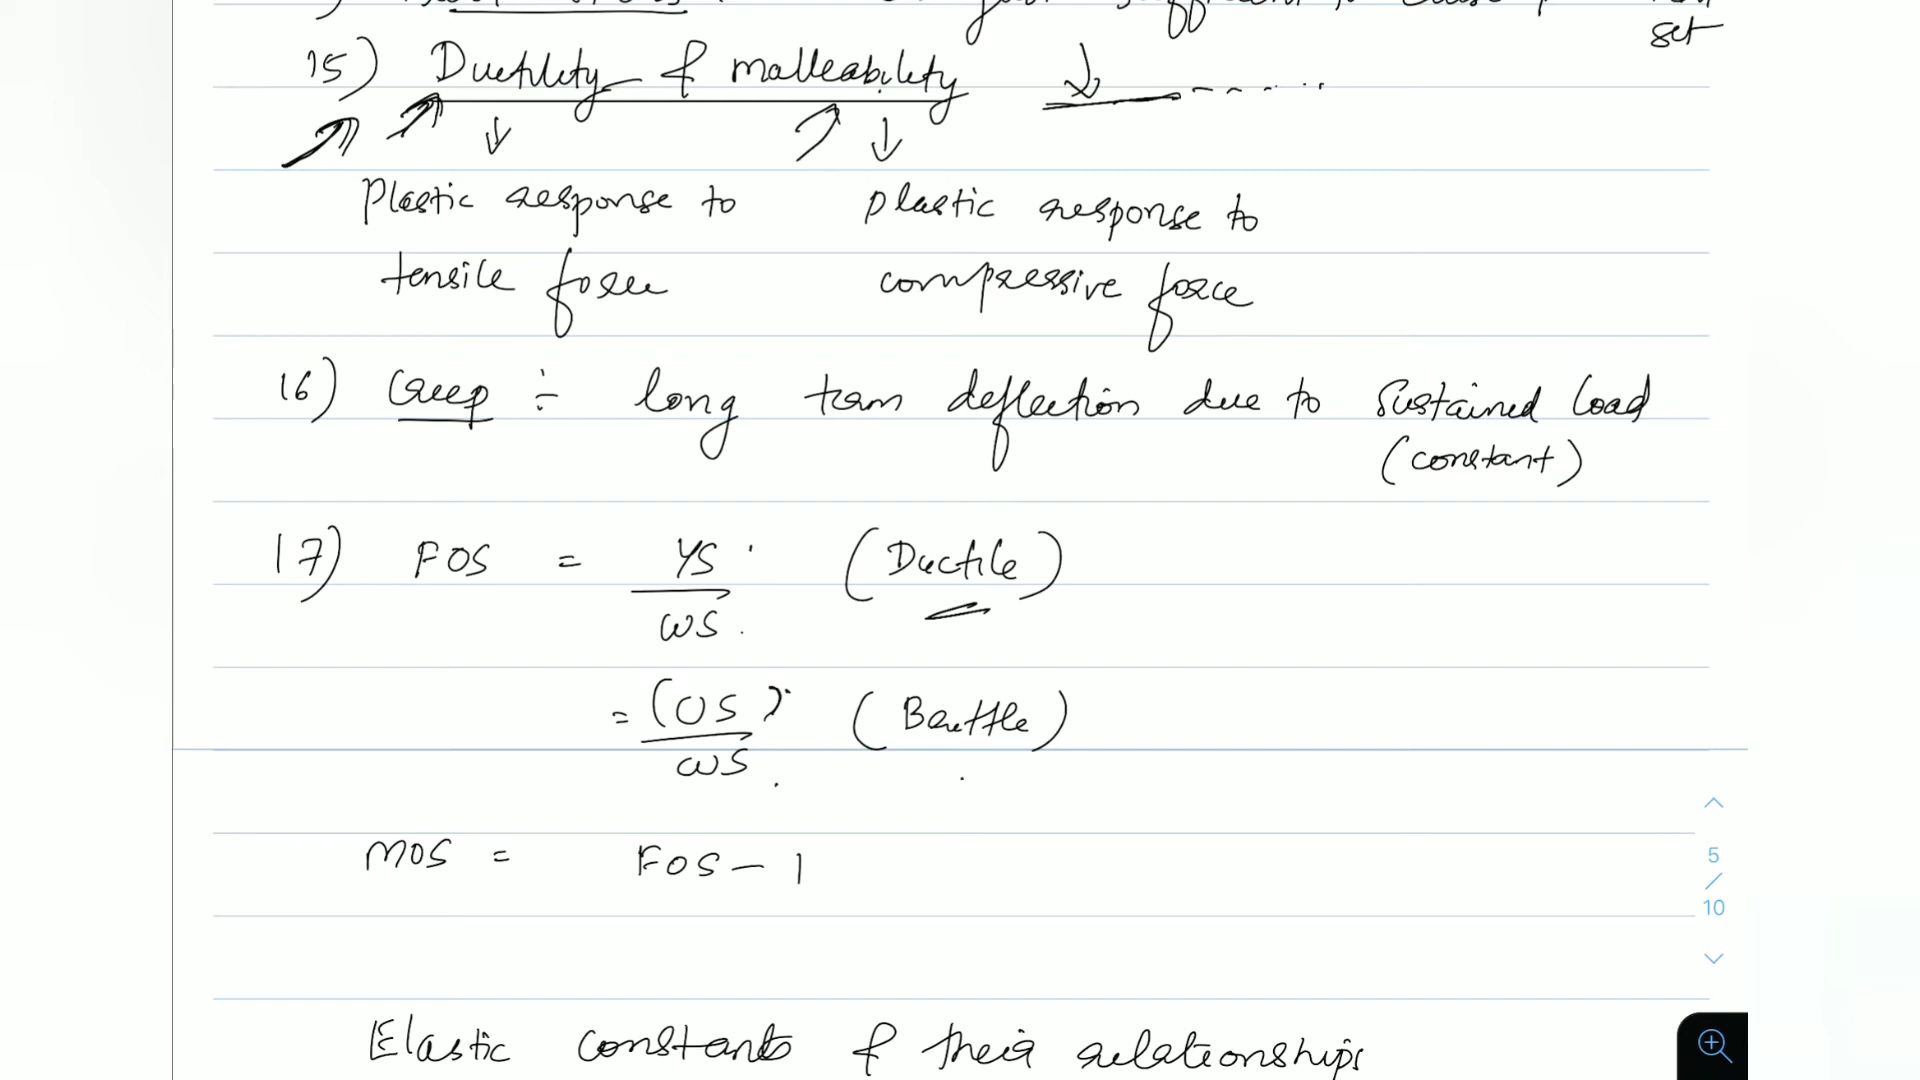 set
15) Ductility & malleability
Plastic response to
plastic response to
tensile force
compressive force
16) Creep ÷ long term deflection due to sustained load
(constant)
17) FOS = YS (Ductile)
WS
= (US) (Brittle)
WS
MOS = FOS - 1
5
/
10
Elastic constants & their relationships